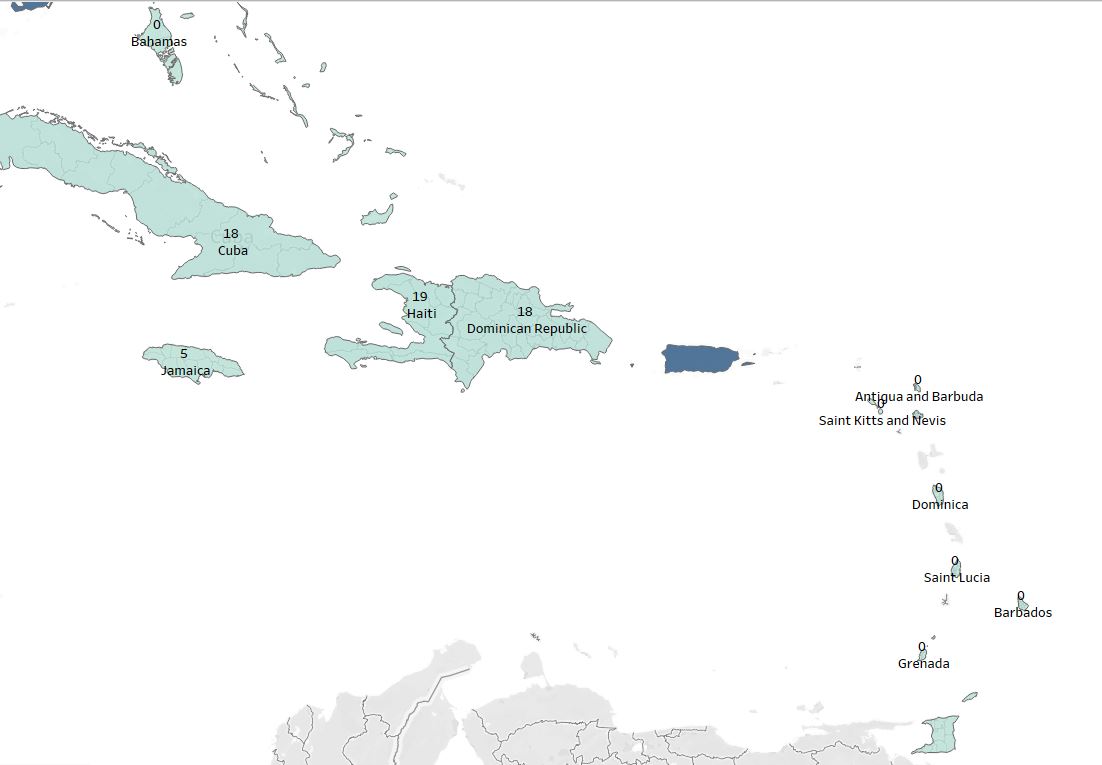 0
Bahamas
18
Cuba
Cuba
19
Haiti
18
Dominican Republic
5
Jamaica
0
Antigua and Barbuda
0
Saint Kitts and Nevis
0
Dominica
0
Saint Lucia
0
Barbados
0
Grenada